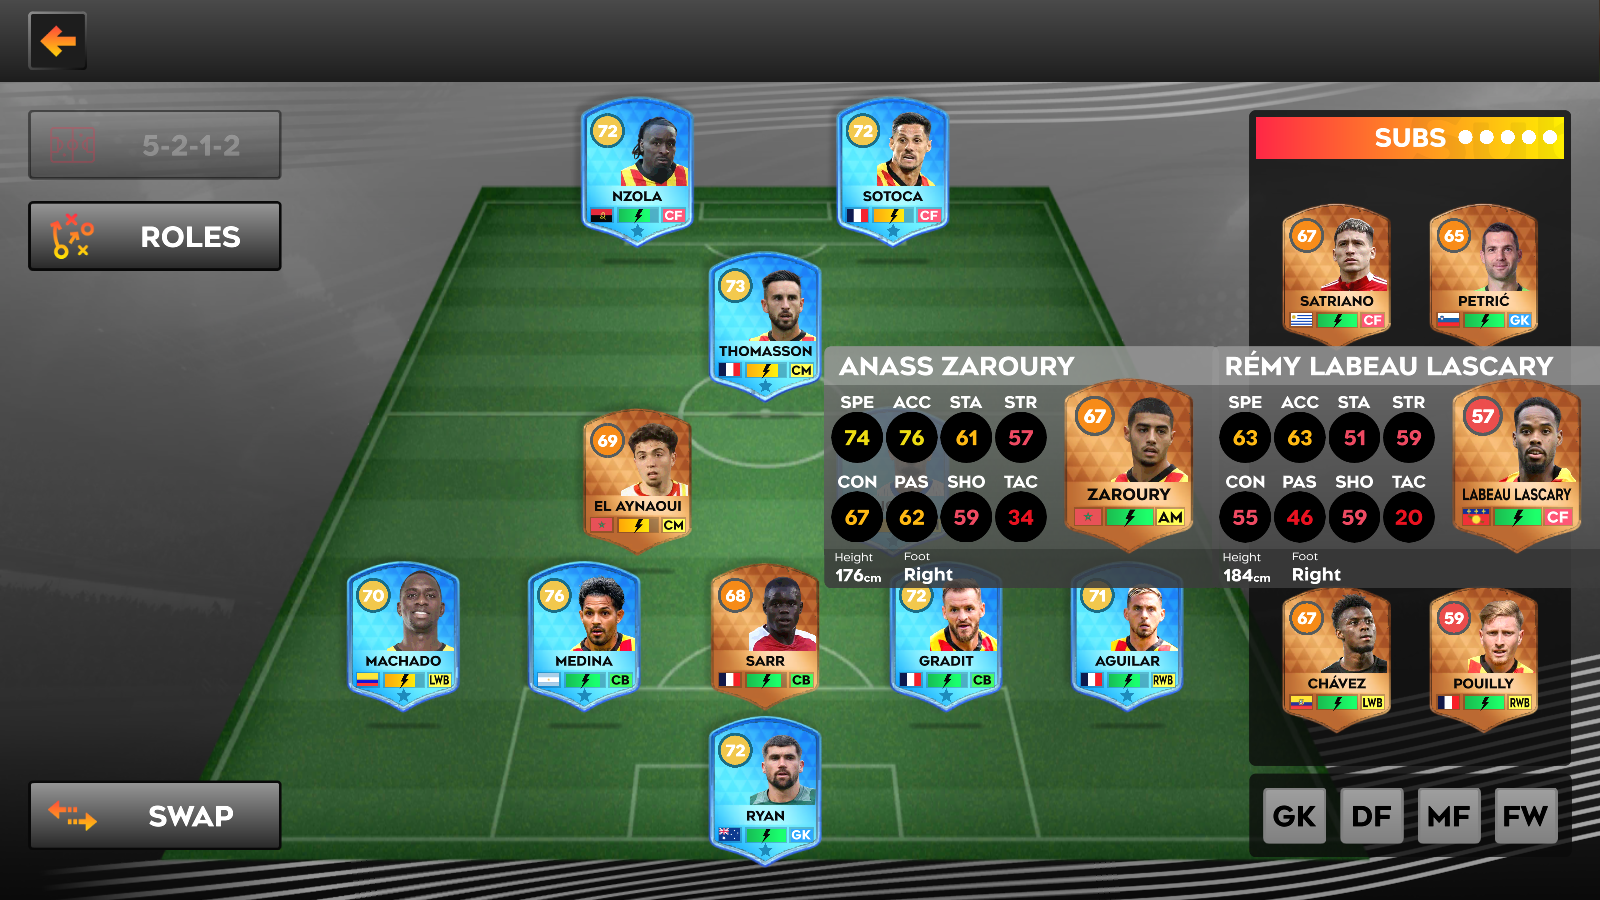 5-2-1-2
ROLES
SWAP
72
NZOLA
CF
72
SOTOCA
CF
73
THOMASSON
CM
69
EL AYNAOUI
CM
70
MACHADO
LWB
76
MEDINA
CB
68
SARR
CB
72
GRADIT
CB
71
AGUILAR
RWB
72
RYAN
GK
SUBS
67
SATRIANO
CF
65
PETRIĆ
GK
ANASS ZAROURY
SPE ACC STA STR
74 76 61 57
CON PAS SHO TAC
67 62 59 34
Height Foot
176cm Right
67
ZAROURY
AM
RÉMY LABEAU LASCARY
SPE ACC STA STR
63 63 51 59
CON PAS SHO TAC
55 46 59 20
Height Foot
184cm Right
57
LABEAU LASCARY
CF
67
CHÁVEZ
LWB
59
POUILLY
RWB
GK DF MF FW